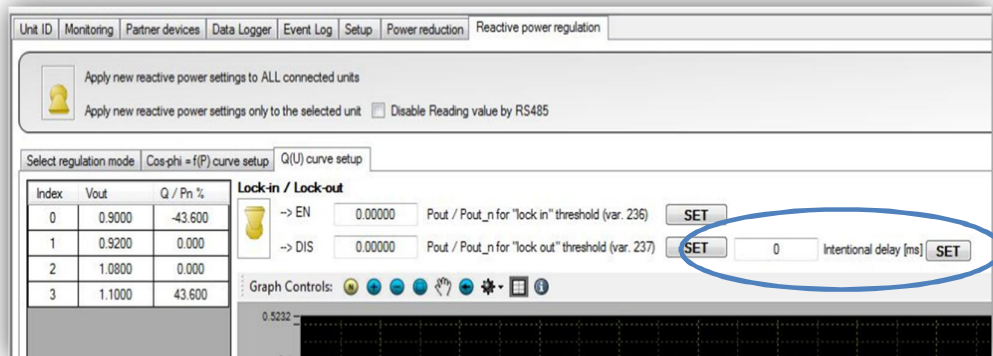 Unit ID Monitoring Partner devices Data Logger Event Log Setup Power reduction Reactive power regulation
Apply new reactive power settings to ALL connected units
Apply new reactive power settings only to the selected unit Disable Reading value by RS485
Select regulation mode Cos-phi = f(P) curve setup Q(U) curve setup
Index Vout Q / Pn %
0 0.9000 -43.600
1 0.9200 0.000
2 1.0800 0.000
3 1.1000 43.600
Lock-in / Lock-out
--> EN 0.00000 Pout / Pout_n for "lock in" threshold (var. 236) SET
--> DIS 0.00000 Pout / Pout_n for "lock out" threshold (var. 237) SET 0 Intentional delay [ms] SET
Graph Controls:
0.5232